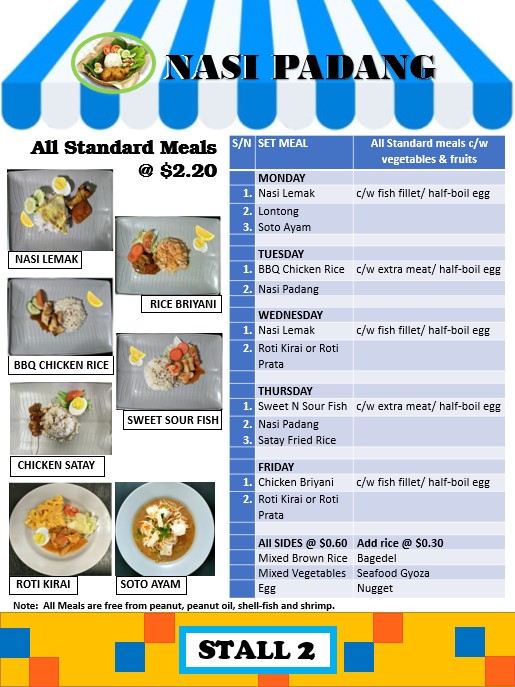 NASI PADANG
All Standard Meals
@ $2.20
NASI LEMAK
RICE BRIYANI
BBQ CHICKEN RICE
SWEET SOUR FISH
CHICKEN SATAY
ROTI KIRAI
SOTO AYAM
S/N SET MEAL All Standard meals c/w
vegetables & fruits
MONDAY
1. Nasi Lemak c/w fish fillet/ half-boil egg
2. Lontong
3. Soto Ayam
TUESDAY
1. BBQ Chicken Rice c/w extra meat/ half-boil egg
2. Nasi Padang
WEDNESDAY
1. Nasi Lemak c/w fish fillet/ half-boil egg
2. Roti Kirai or Roti
Prata
THURSDAY
1. Sweet N Sour Fish c/w extra meat/ half-boil egg
2. Nasi Padang
3. Satay Fried Rice
FRIDAY
1. Chicken Briyani c/w fish fillet/ half-boil egg
2. Roti Kirai or Roti
Prata
All SIDES @ $0.60 Add rice @ $0.30
Mixed Brown Rice Bagedel
Mixed Vegetables Seafood Gyoza
Egg Nugget
Note: All Meals are free from peanut, peanut oil, shell-fish and shrimp.
STALL 2